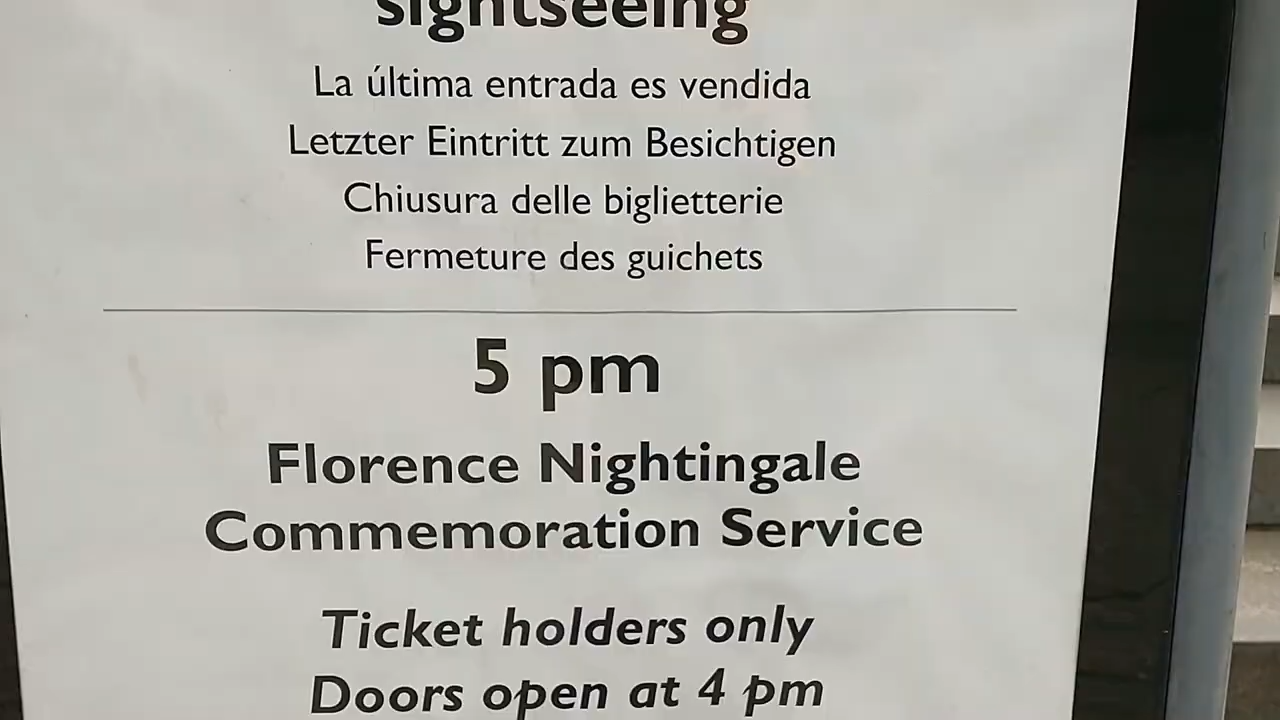 sightseeing
La última entrada es vendida
Letzter Eintritt zum Besichtigen
Chiusura delle biglietterie
Fermeture des guichets
5 pm
Florence Nightingale
Commemoration Service
Ticket holders only
Doors open at 4 pm